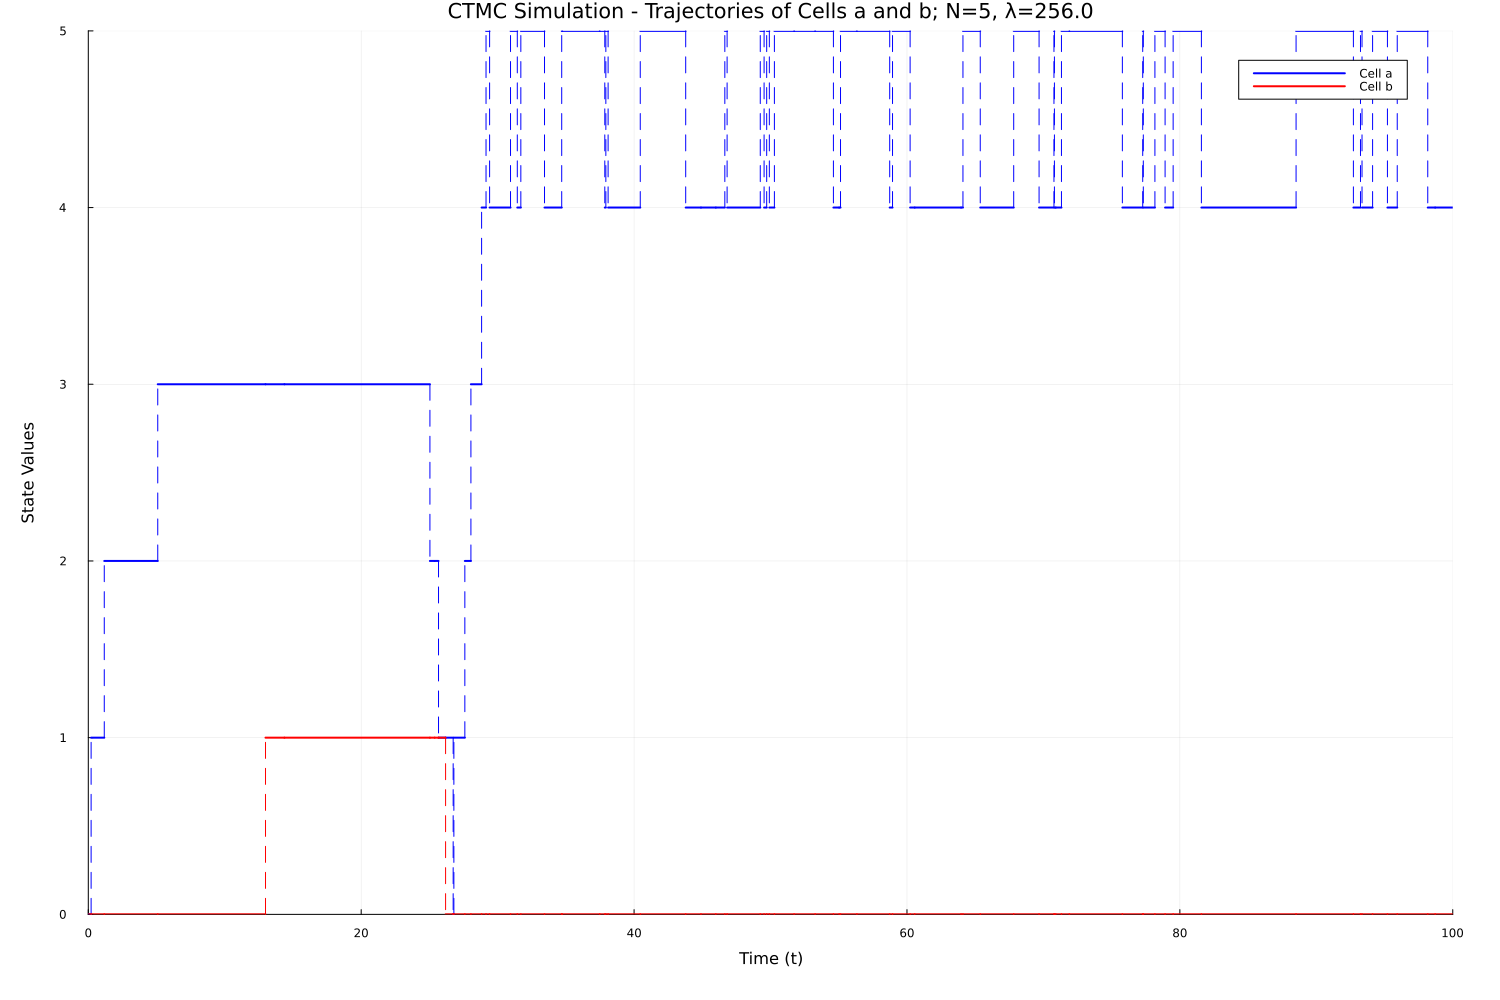 CTMC Simulation - Trajectories of Cells a and b; N=5, λ=256.0
5
Cell a
Cell b
4
3
State Values
2
1
0
0 20 40 60 80 100
Time (t)